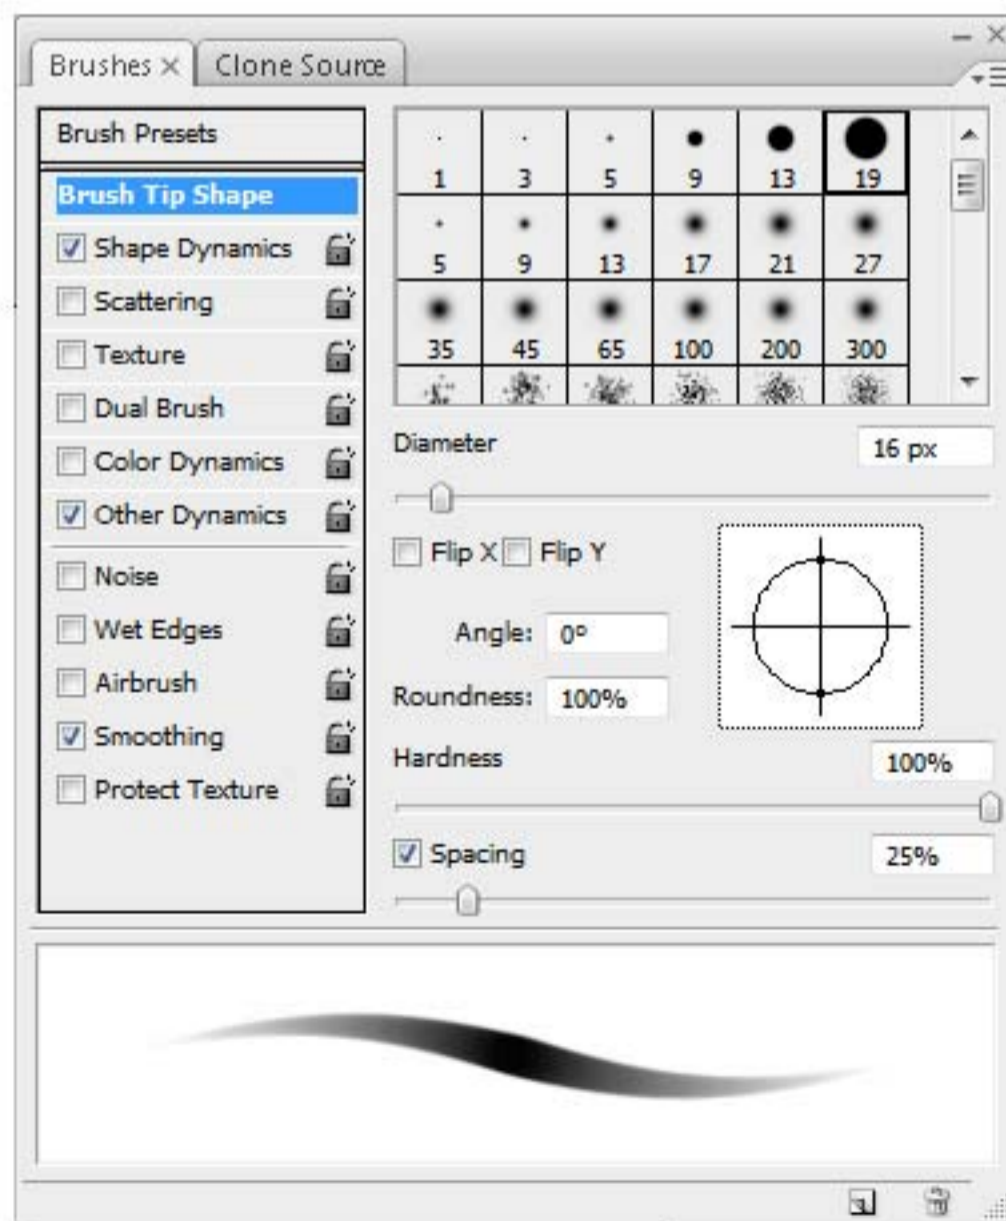 Brushes × Clone Source
Brush Presets
Brush Tip Shape
Shape Dynamics
Scattering
Texture
Dual Brush
Color Dynamics
Other Dynamics
Noise
Wet Edges
Airbrush
Smoothing
Protect Texture
1 3 5 9 13 19
5 9 13 17 21 27
35 45 65 100 200 300
Diameter 16 px
Flip X Flip Y
Angle: 0°
Roundness: 100%
Hardness 100%
Spacing 25%